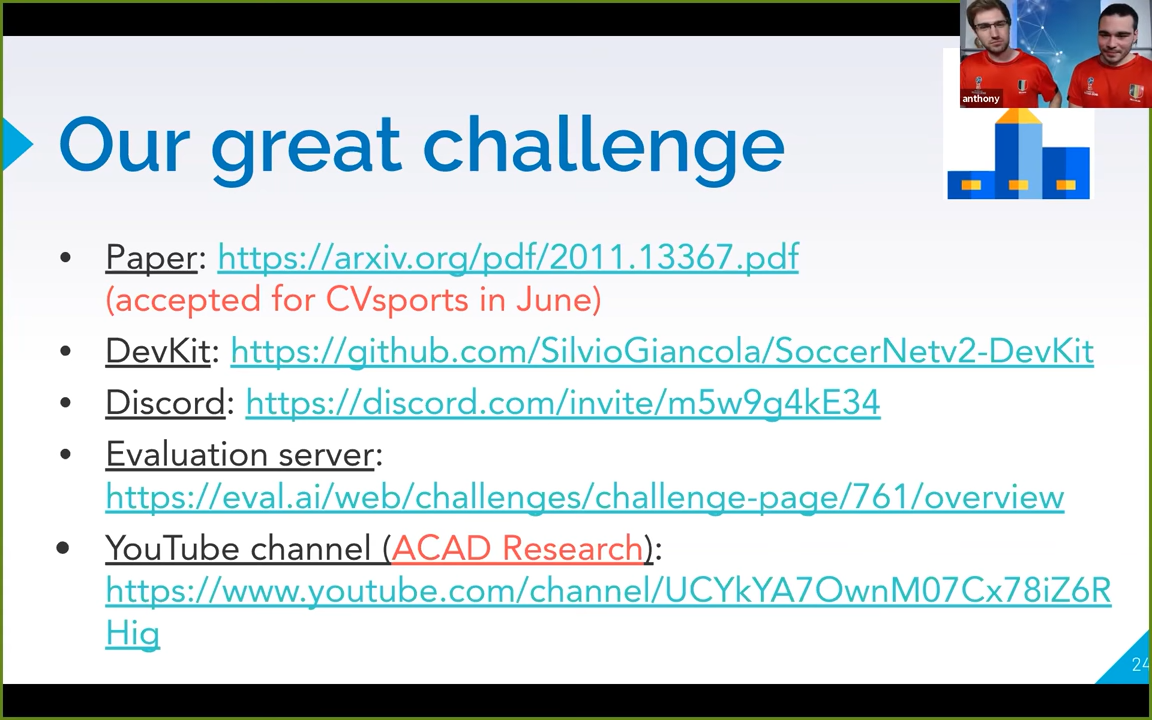 anthony
Our great challenge
• Paper: https://arxiv.org/pdf/2011.13367.pdf
(accepted for CVsports in June)
• DevKit: https://github.com/SilvioGiancola/SoccerNetv2-DevKit
• Discord: https://discord.com/invite/m5w9g4kE34
• Evaluation server:
https://eval.ai/web/challenges/challenge-page/761/overview
• YouTube channel (ACAD Research):
https://www.youtube.com/channel/UCYkYA7OwnM07Cx78iZ6R
Hig
24